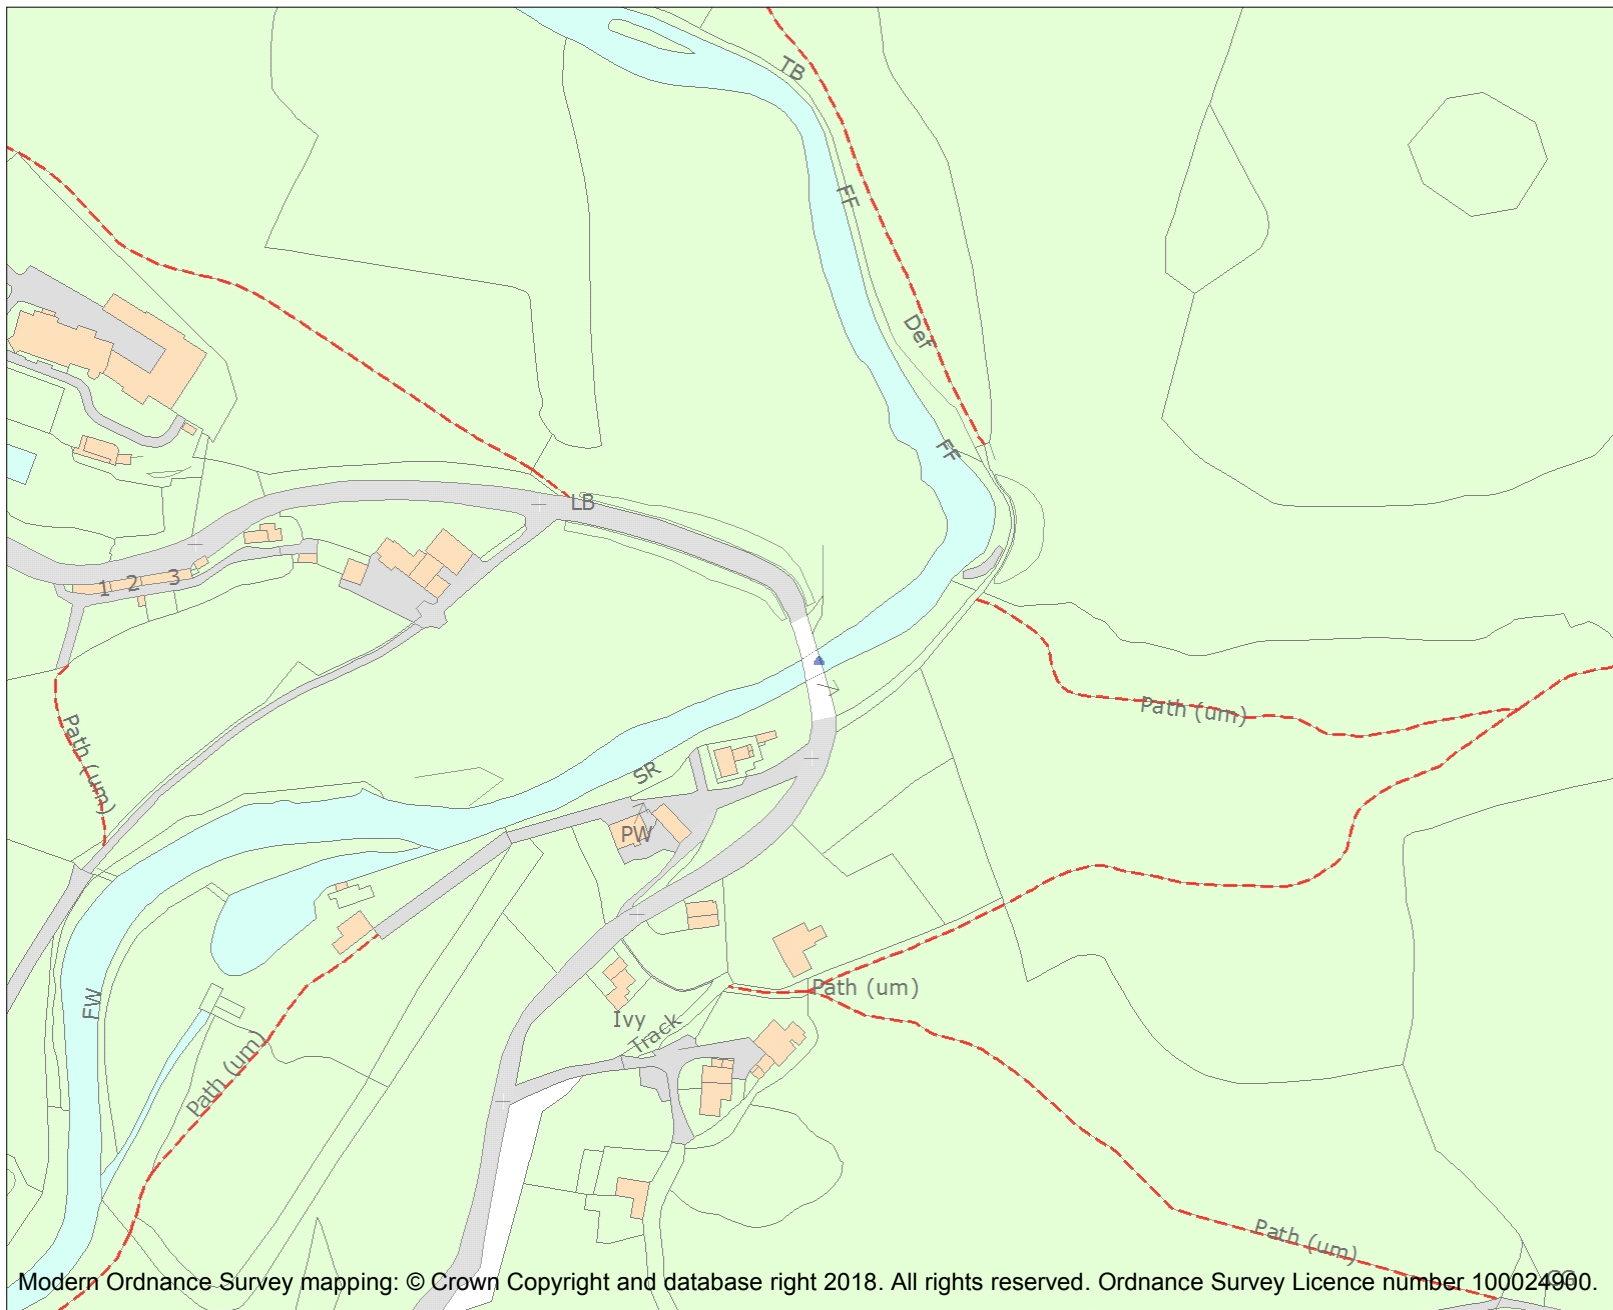 TB
FF
Def
FF
LB
1 2 3
Path (um)
Path (um)
SR
PW
Path (um)
FW
Ivy
Track
Path (um)
Path (um)
Modern Ordnance Survey mapping: © Crown Copyright and database right 2018. All rights reserved. Ordnance Survey Licence number 100024900.